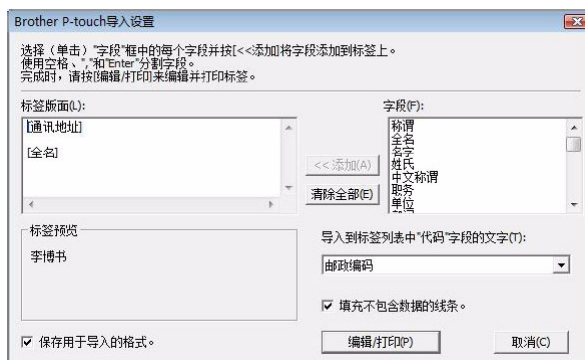 Brother P-touch导入设置
选择（单击）"字段"框中的每个字段并按[<<添加]将字段添加到标签上。
使用空格、","和"Enter"分割字段。
完成时，请按[编辑/打印]来编辑并打印标签。
标签版面(L):
[通讯地址]
[全名]
<< 添加(A)
清除全部(E)
字段(F):
称谓
全名
名字
姓氏
中文称谓
职务
单位
标签预览
李博书
导入到标签列表中"代码"字段的文字(T):
邮政编码
填充不包含数据的线条。
保存用于导入的格式。
编辑/打印(P)
取消(C)